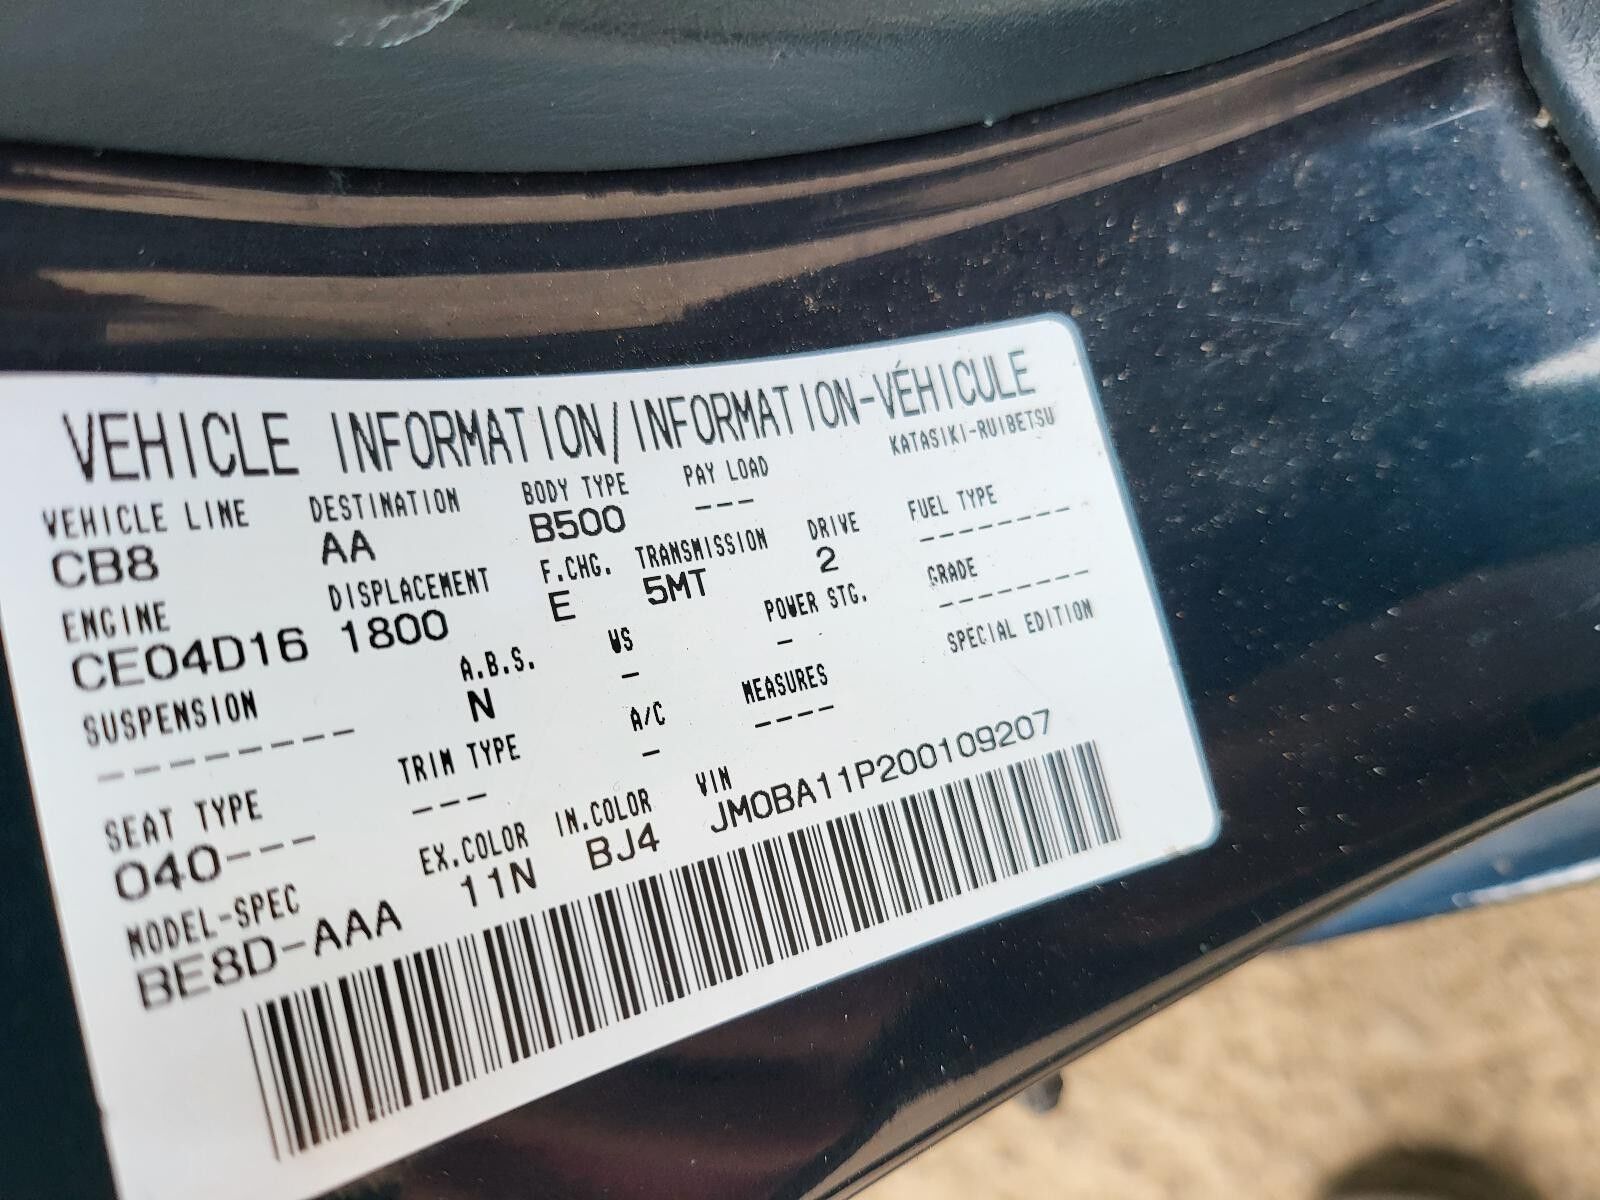 VEHICLE INFORMATION/INFORMATION-VÉHICULE
VEHICLE LINE DESTINATION BODY TYPE PAY LOAD KATASIKI-RUIBETSU
CB8 AA B500 ---
ENGINE DISPLACEMENT F.CHG. TRANSMISSION DRIVE FUEL TYPE
CE04D16 1800 E 5MT 2 --------
SUSPENSION A.B.S. WS POWER STG. GRADE
--------- N - - --------
SEAT TYPE TRIM TYPE A/C MEASURES SPECIAL EDITION
040--- --- - ----
MODEL-SPEC EX.COLOR IN.COLOR VIN
BE8D-AAA 11N BJ4 JM0BA11P200109207